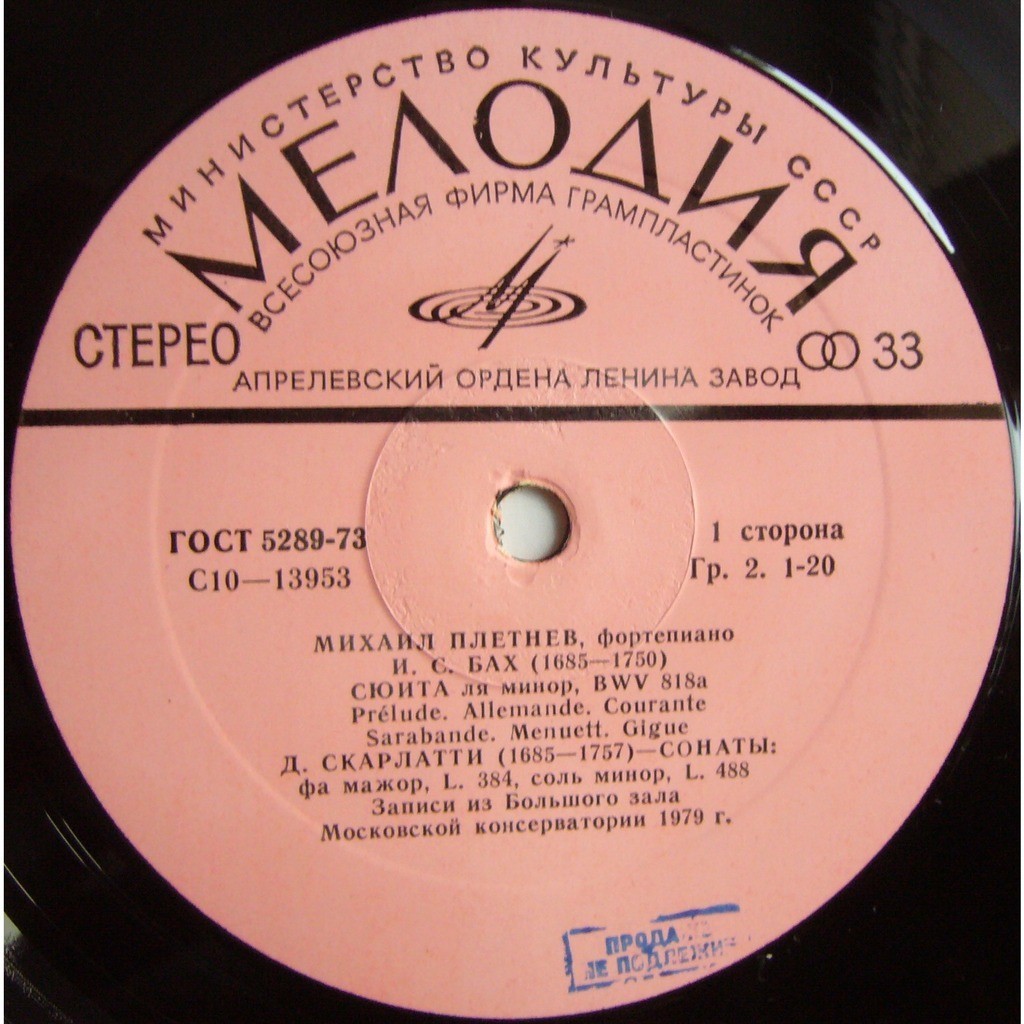 МИНИСТЕРСТВО КУЛЬТУРЫ СССР
МЕЛОДИЯ
ВСЕСОЮЗНАЯ ФИРМА ГРАМПЛАСТИНОК
СТЕРЕО
33
АПРЕЛЕВСКИЙ ОРДЕНА ЛЕНИНА ЗАВОД
ГОСТ 5289-73
С10—13953
1 сторона
Гр. 2. 1-20
МИХАИЛ ПЛЕТНЕВ, фортепиано
И. С. БАХ (1685—1750)
СЮИТА ля минор, BWV 818a
Prélude. Allemande. Courante
Sarabande. Menuett. Gigue
Д. СКАРЛАТТИ (1685—1757)—СОНАТЫ:
фа мажор, L. 384, соль минор, L. 488
Записи из Большого зала
Московской консерватории 1979 г.